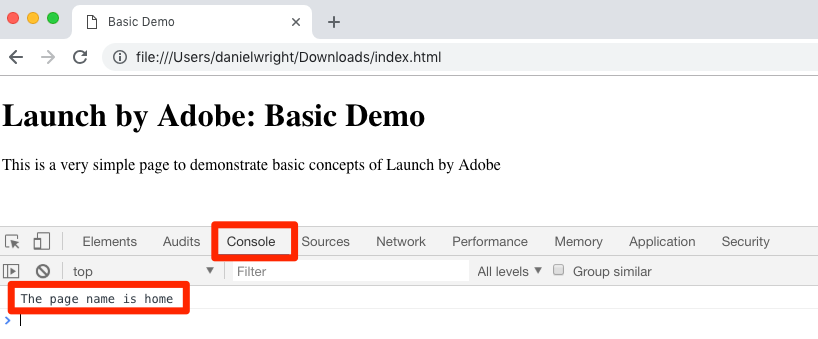 Basic Demo
file:///Users/danielwright/Downloads/index.html
Launch by Adobe: Basic Demo
This is a very simple page to demonstrate basic concepts of Launch by Adobe
Elements Audits Console Sources Network Performance Memory Application Security
top Filter All levels Group similar
The page name is home